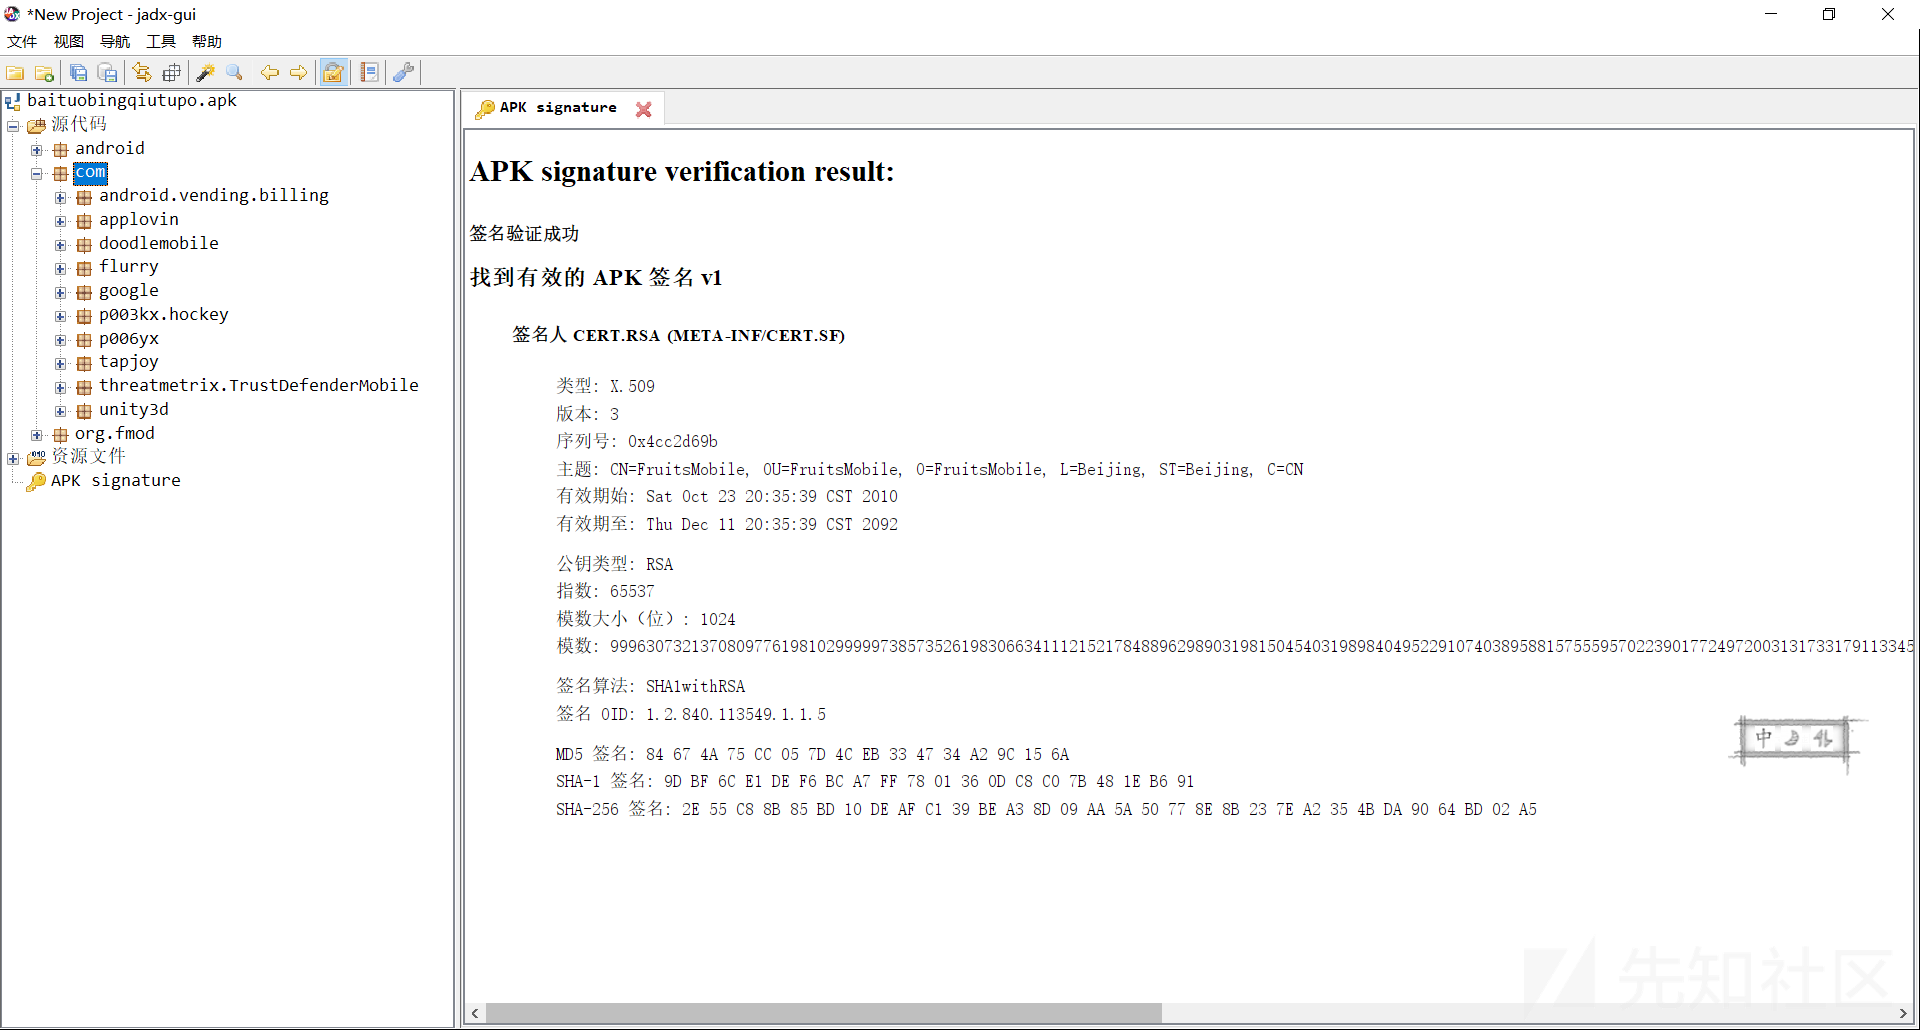 *New Project - jadx-gui
文件 视图 导航 工具 帮助
baituobingqiutupo.apk
源代码
android
com
android.vending.billing
applovin
doodlemobile
flurry
google
p003kx.hockey
p006yx
tapjoy
threatmetrix.TrustDefenderMobile
unity3d
org.fmod
资源文件
APK signature
APK signature
APK signature verification result:
签名验证成功
找到有效的 APK 签名 v1
签名人 CERT.RSA (META-INF/CERT.SF)
类型: X.509
版本: 3
序列号: 0x4cc2d69b
主题: CN=FruitsMobile, OU=FruitsMobile, O=FruitsMobile, L=Beijing, ST=Beijing, C=CN
有效期始: Sat Oct 23 20:35:39 CST 2010
有效期至: Thu Dec 11 20:35:39 CST 2092
公钥类型: RSA
指数: 65537
模数大小（位）: 1024
模数: 9996307321370809776198102999997385735261983066341112152178488962989031981504540319898404952291074038958815755595702239017724972003131733179113345
签名算法: SHA1withRSA
签名 OID: 1.2.840.113549.1.1.5
MD5 签名: 84 67 4A 75 CC 05 7D 4C EB 33 47 34 A2 9C 15 6A
SHA-1 签名: 9D BF 6C E1 DE F6 BC A7 FF 78 01 36 0D C8 C0 7B 48 1E B6 91
SHA-256 签名: 2E 55 C8 8B 85 BD 10 DE AF C1 39 BE A3 8D 09 AA 5A 50 77 8E 8B 23 7E A2 35 4B DA 90 64 BD 02 A5
中
先知社区